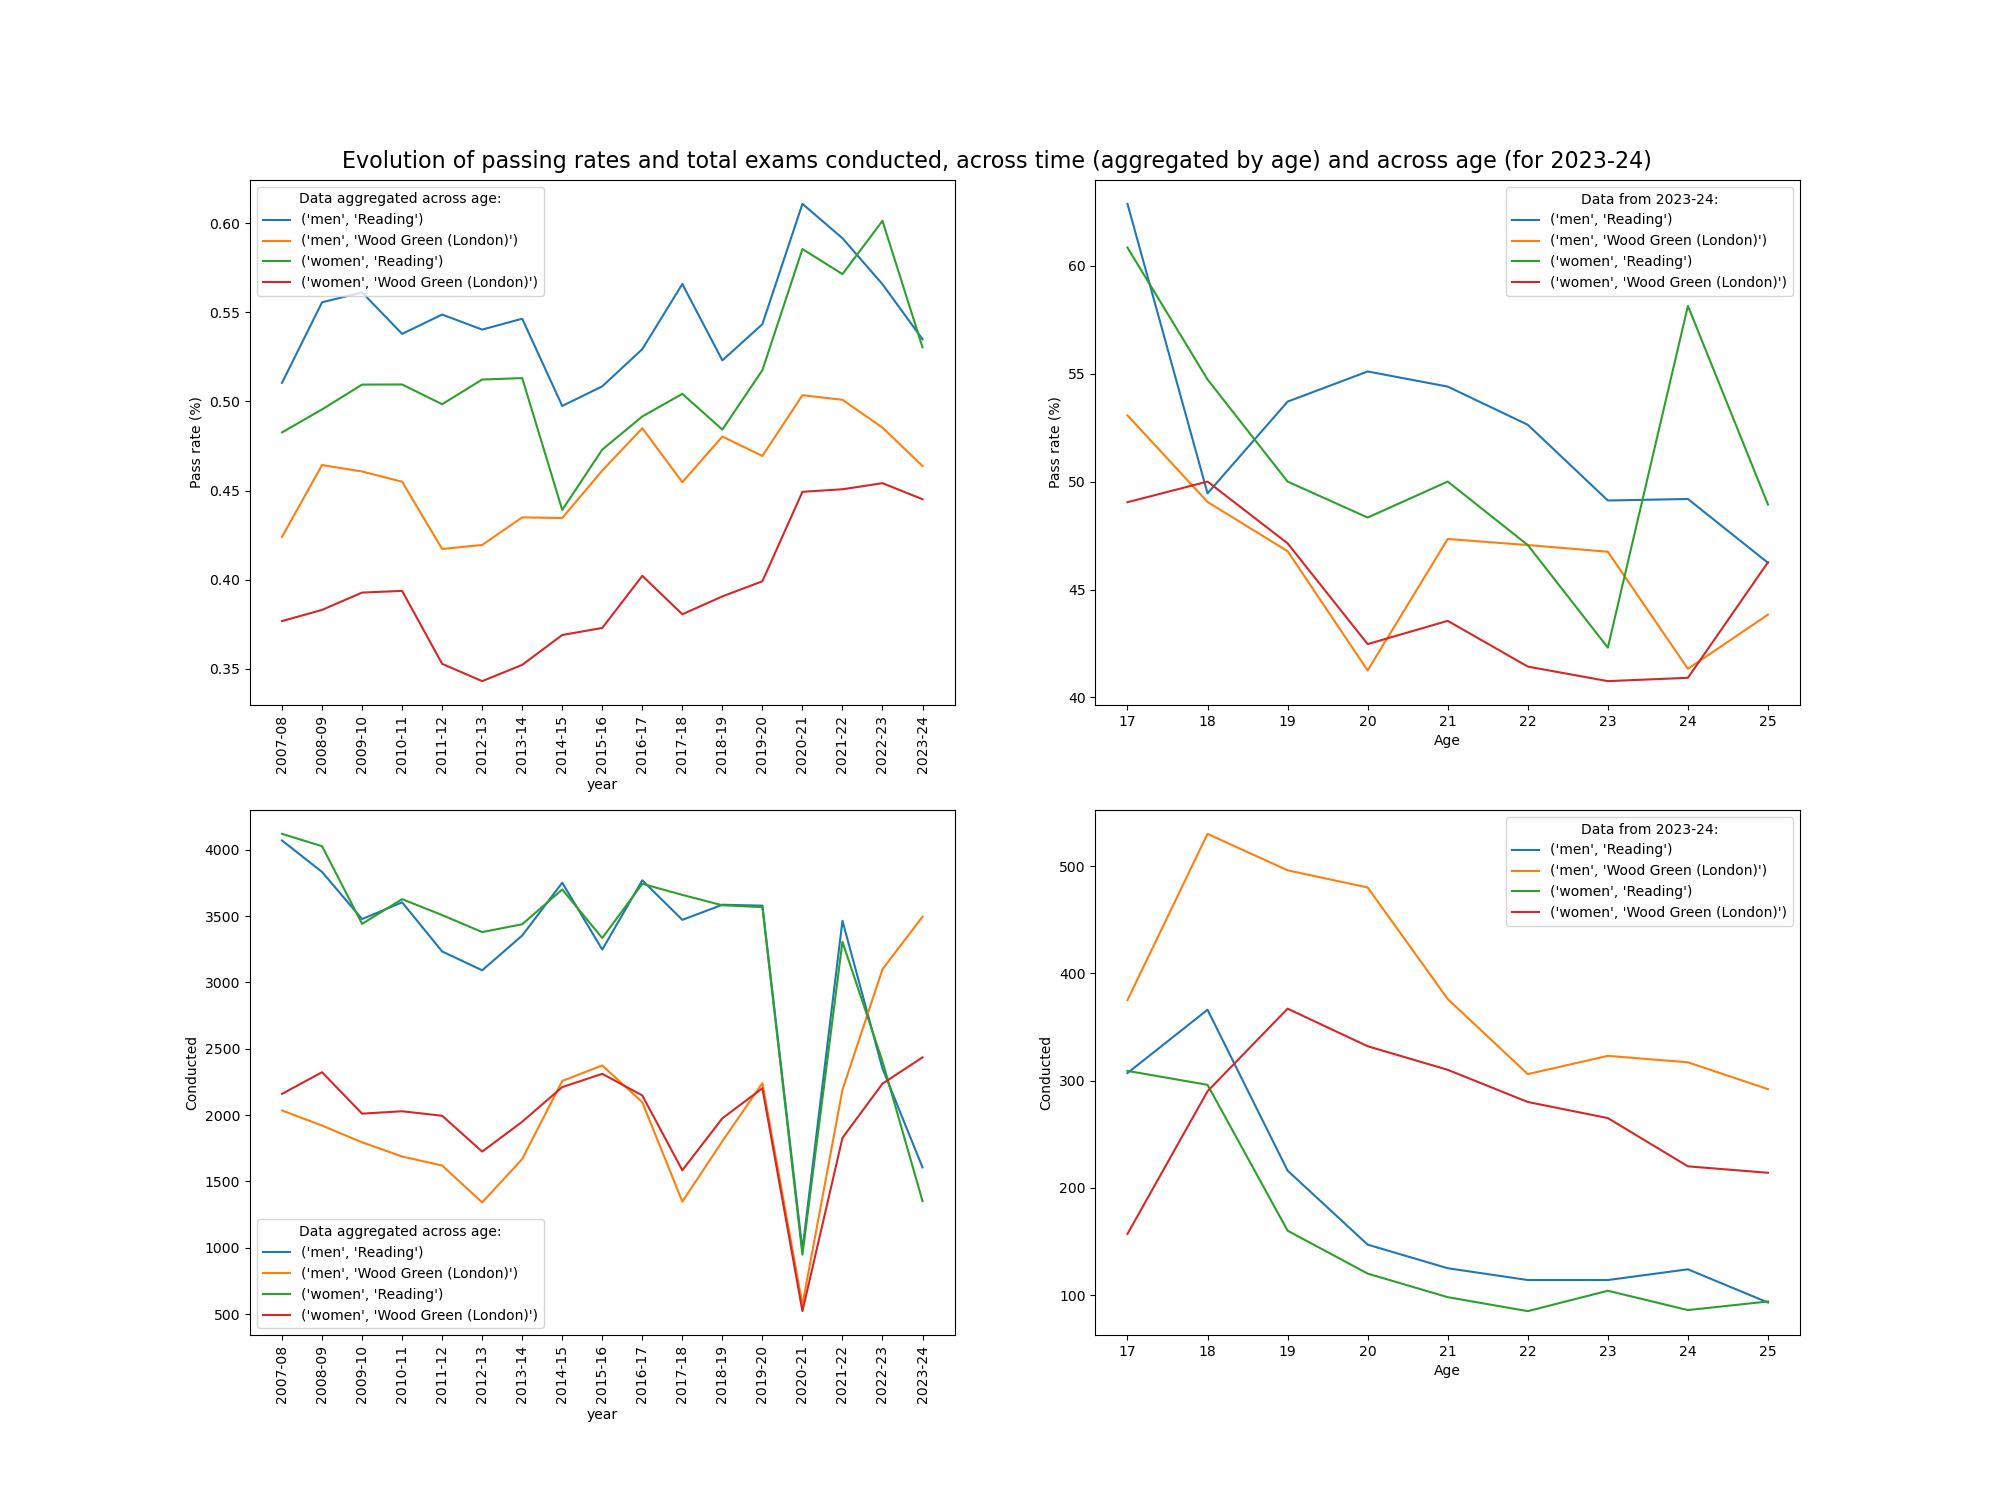 Evolution of passing rates and total exams conducted, across time (aggregated by age) and across age (for 2023-24)
Data aggregated across age:
('men', 'Reading')
('men', 'Wood Green (London)')
('women', 'Reading')
('women', 'Wood Green (London)')
Pass rate (%)
0.60
0.55
0.50
0.45
0.40
0.35
2007-08
2008-09
2009-10
2010-11
2011-12
2012-13
2013-14
2014-15
2015-16
2016-17
2017-18
2018-19
2019-20
2020-21
2021-22
2022-23
2023-24
year
Data from 2023-24:
('men', 'Reading')
('men', 'Wood Green (London)')
('women', 'Reading')
('women', 'Wood Green (London)')
Pass rate (%)
60
55
50
45
40
17 18 19 20 21 22 23 24 25
Age
Conducted
4000
3500
3000
2500
2000
1500
1000
500
Data aggregated across age:
('men', 'Reading')
('men', 'Wood Green (London)')
('women', 'Reading')
('women', 'Wood Green (London)')
2007-08
2008-09
2009-10
2010-11
2011-12
2012-13
2013-14
2014-15
2015-16
2016-17
2017-18
2018-19
2019-20
2020-21
2021-22
2022-23
2023-24
year
Data from 2023-24:
('men', 'Reading')
('men', 'Wood Green (London)')
('women', 'Reading')
('women', 'Wood Green (London)')
Conducted
500
400
300
200
100
17 18 19 20 21 22 23 24 25
Age